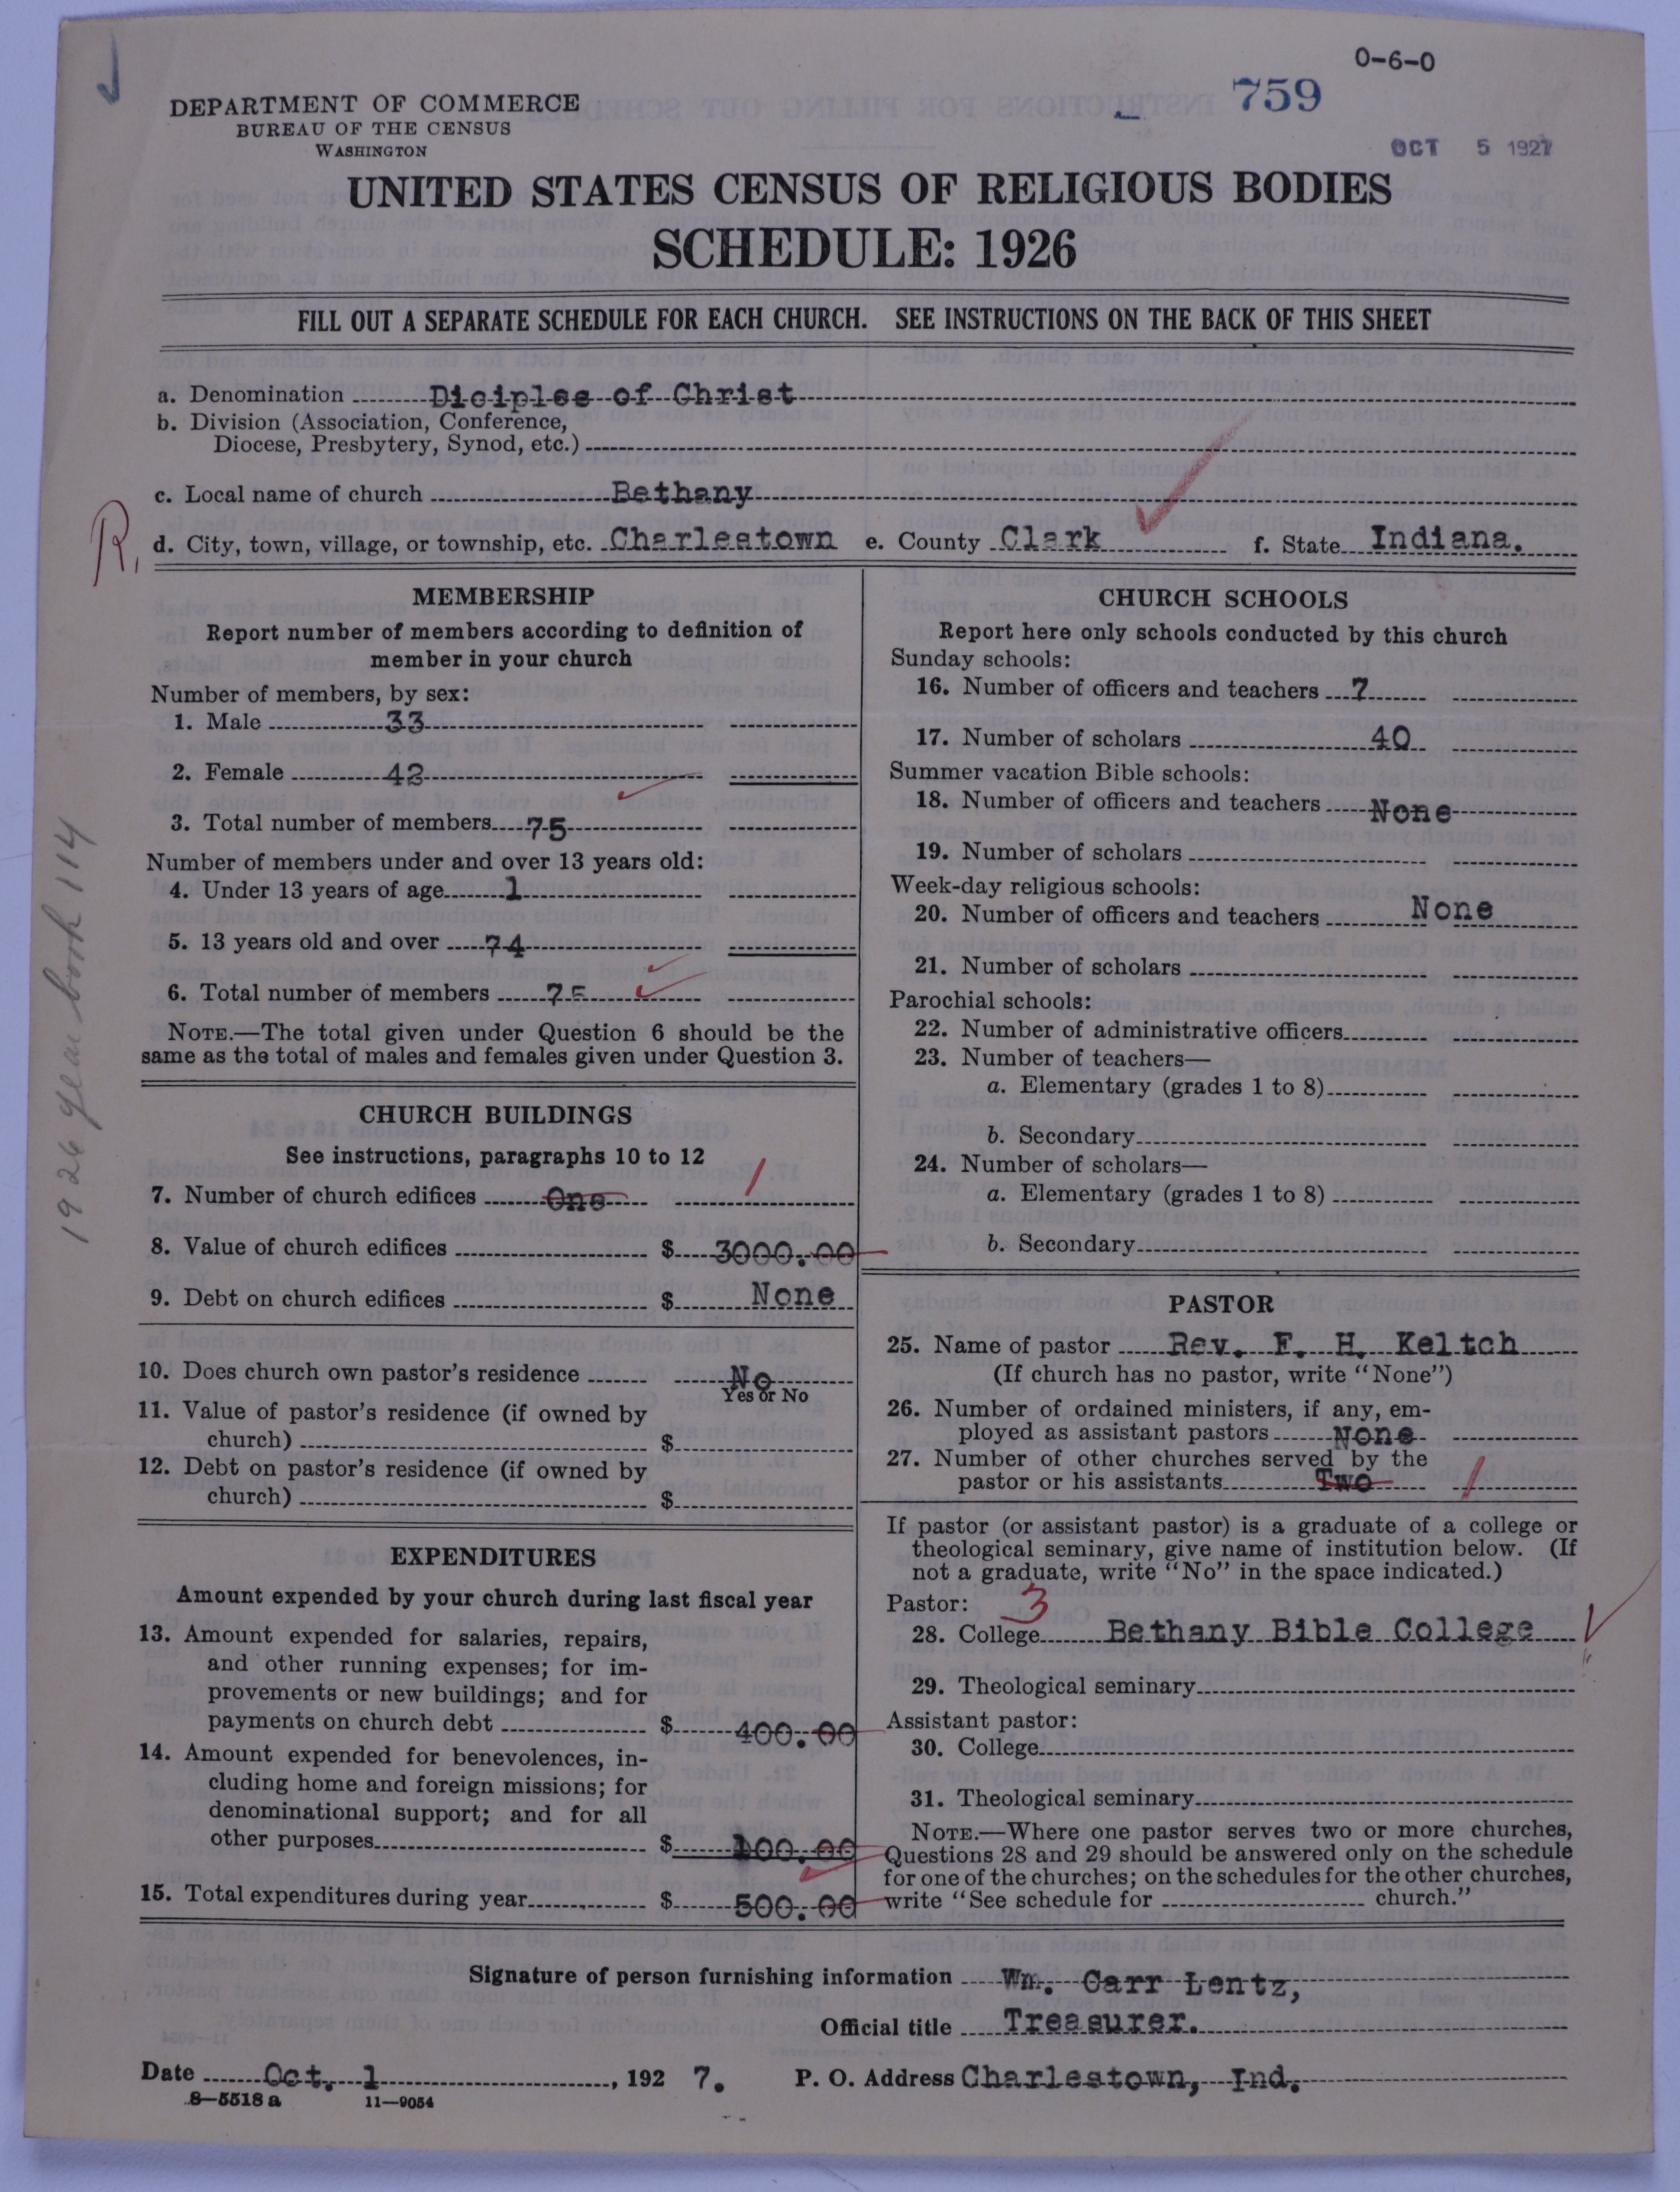 0-6-0
759
DEPARTMENT OF COMMERCE
BUREAU OF THE CENSUS
WASHINGTON
OCT 5 1927
UNITED STATES CENSUS OF RELIGIOUS BODIES
SCHEDULE: 1926
FILL OUT A SEPARATE SCHEDULE FOR EACH CHURCH. SEE INSTRUCTIONS ON THE BACK OF THIS SHEET
a. Denomination Diciples of Christ
b. Division (Association, Conference,
Diocese, Presbytery, Synod, etc.)
c. Local name of church Bethany
R.
d. City, town, village, or township, etc. Charlestown e. County Clark f. State Indiana.
MEMBERSHIP
Report number of members according to definition of
member in your church
Number of members, by sex:
1. Male 33
2. Female 42
3. Total number of members 75
Number of members under and over 13 years old:
4. Under 13 years of age 1
5. 13 years old and over 74
6. Total number of members 75
NOTE.—The total given under Question 6 should be the
same as the total of males and females given under Question 3.
1926 year book 114
CHURCH BUILDINGS
See instructions, paragraphs 10 to 12
7. Number of church edifices One 1
8. Value of church edifices $ 3000.00
9. Debt on church edifices $ None
10. Does church own pastor's residence No
Yes or No
11. Value of pastor's residence (if owned by
church) $
12. Debt on pastor's residence (if owned by
church) $
EXPENDITURES
Amount expended by your church during last fiscal year
13. Amount expended for salaries, repairs,
and other running expenses; for im-
provements or new buildings; and for
payments on church debt $ 400.00
14. Amount expended for benevolences, in-
cluding home and foreign missions; for
denominational support; and for all
other purposes $ 100.00
15. Total expenditures during year $ 500.00
CHURCH SCHOOLS
Report here only schools conducted by this church
Sunday schools:
16. Number of officers and teachers 7
17. Number of scholars 40
Summer vacation Bible schools:
18. Number of officers and teachers None
19. Number of scholars
Week-day religious schools:
20. Number of officers and teachers None
21. Number of scholars
Parochial schools:
22. Number of administrative officers
23. Number of teachers—
a. Elementary (grades 1 to 8)
b. Secondary
24. Number of scholars—
a. Elementary (grades 1 to 8)
b. Secondary
PASTOR
25. Name of pastor Rev. F. H. Keltch
(If church has no pastor, write "None")
26. Number of ordained ministers, if any, em-
ployed as assistant pastors None
27. Number of other churches served by the
pastor or his assistants Two 1
If pastor (or assistant pastor) is a graduate of a college or
theological seminary, give name of institution below. (If
not a graduate, write "No" in the space indicated.)
Pastor: 3
28. College Bethany Bible College
29. Theological seminary
Assistant pastor:
30. College
31. Theological seminary
NOTE.—Where one pastor serves two or more churches,
Questions 28 and 29 should be answered only on the schedule
for one of the churches; on the schedules for the other churches,
write "See schedule for church."
Signature of person furnishing information Wm. Carr Lentz,
Official title Treasurer.
Date Oct. 1, 1927. P. O. Address Charlestown, Ind.
8—5518 a 11—9054